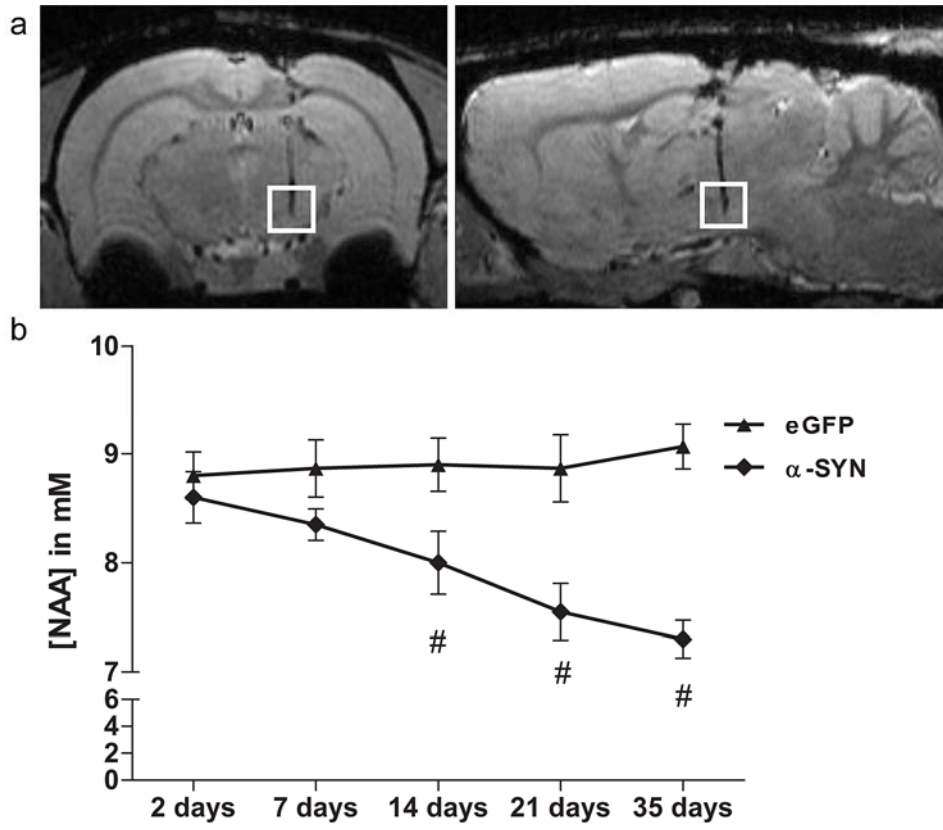 a
b
10
9
8
7
6
4
2
0
[NAA] in mM
eGFP
α-SYN
#
#
#
2 days
7 days
14 days
21 days
35 days